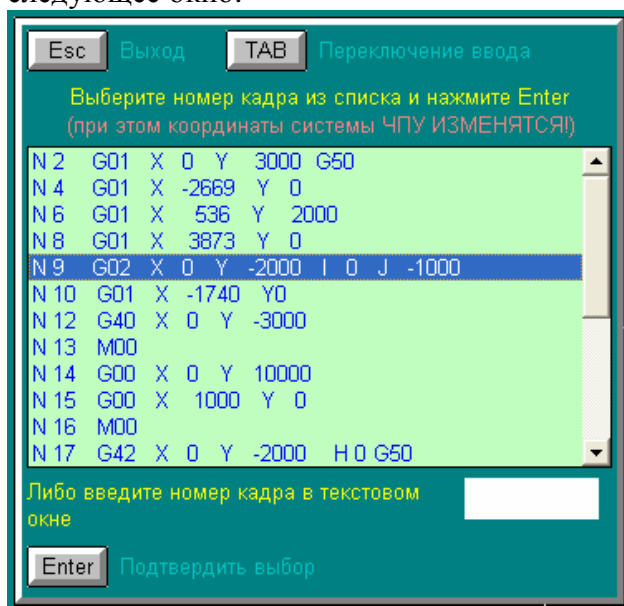 следующее окно:
Esc Выход TAB Переключение ввода
Выберите номер кадра из списка и нажмите Enter
(при этом координаты системы ЧПУ ИЗМЕНЯТСЯ!)
N 2 G01 X 0 Y 3000 G50
N 4 G01 X -2669 Y 0
N 6 G01 X 536 Y 2000
N 8 G01 X 3873 Y 0
N 9 G02 X 0 Y -2000 I 0 J -1000
N 10 G01 X -1740 Y0
N 12 G40 X 0 Y -3000
N 13 M00
N 14 G00 X 0 Y 10000
N 15 G00 X 1000 Y 0
N 16 M00
N 17 G42 X 0 Y -2000 H 0 G50
Либо введите номер кадра в текстовом
окне
Enter Подтвердить выбор